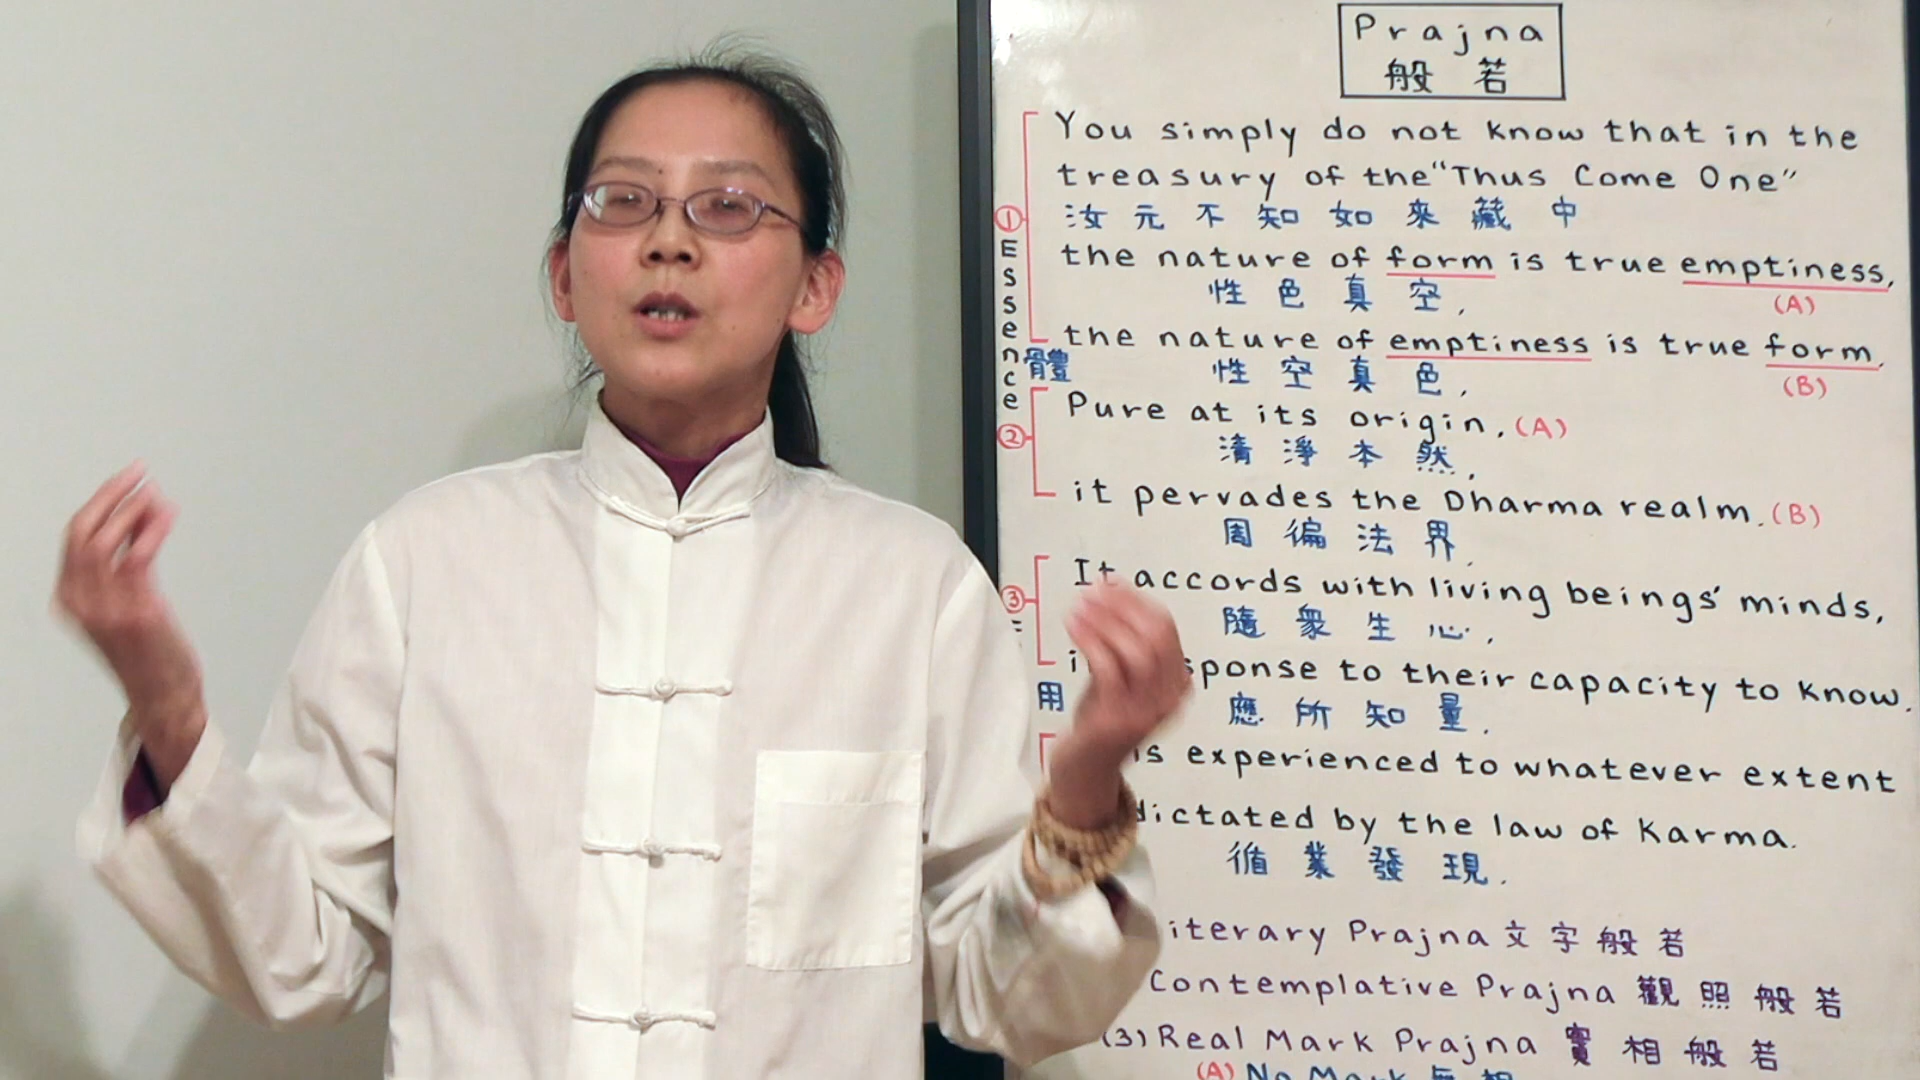 Prajna
般若
You simply do not know that in the
treasury of the "Thus Come One"
汝元不知如來藏中
①
Essence
體
the nature of form is true emptiness,
(A)
性色真空,
the nature of emptiness is true form.
(B)
性空真色,
②
Pure at its origin, (A)
清淨本然,
it pervades the Dharma realm. (B)
周徧法界,
③
It accords with living beings' minds,
隨眾生心,
to their capacity to know.
用
應所知量,
experienced to whatever extent
dictated by the law of Karma.
循業發現.
Prajna 文字般若
Contemplative Prajna 觀照般若
(3) Real Mark Prajna 實相般若
(A) No Mark